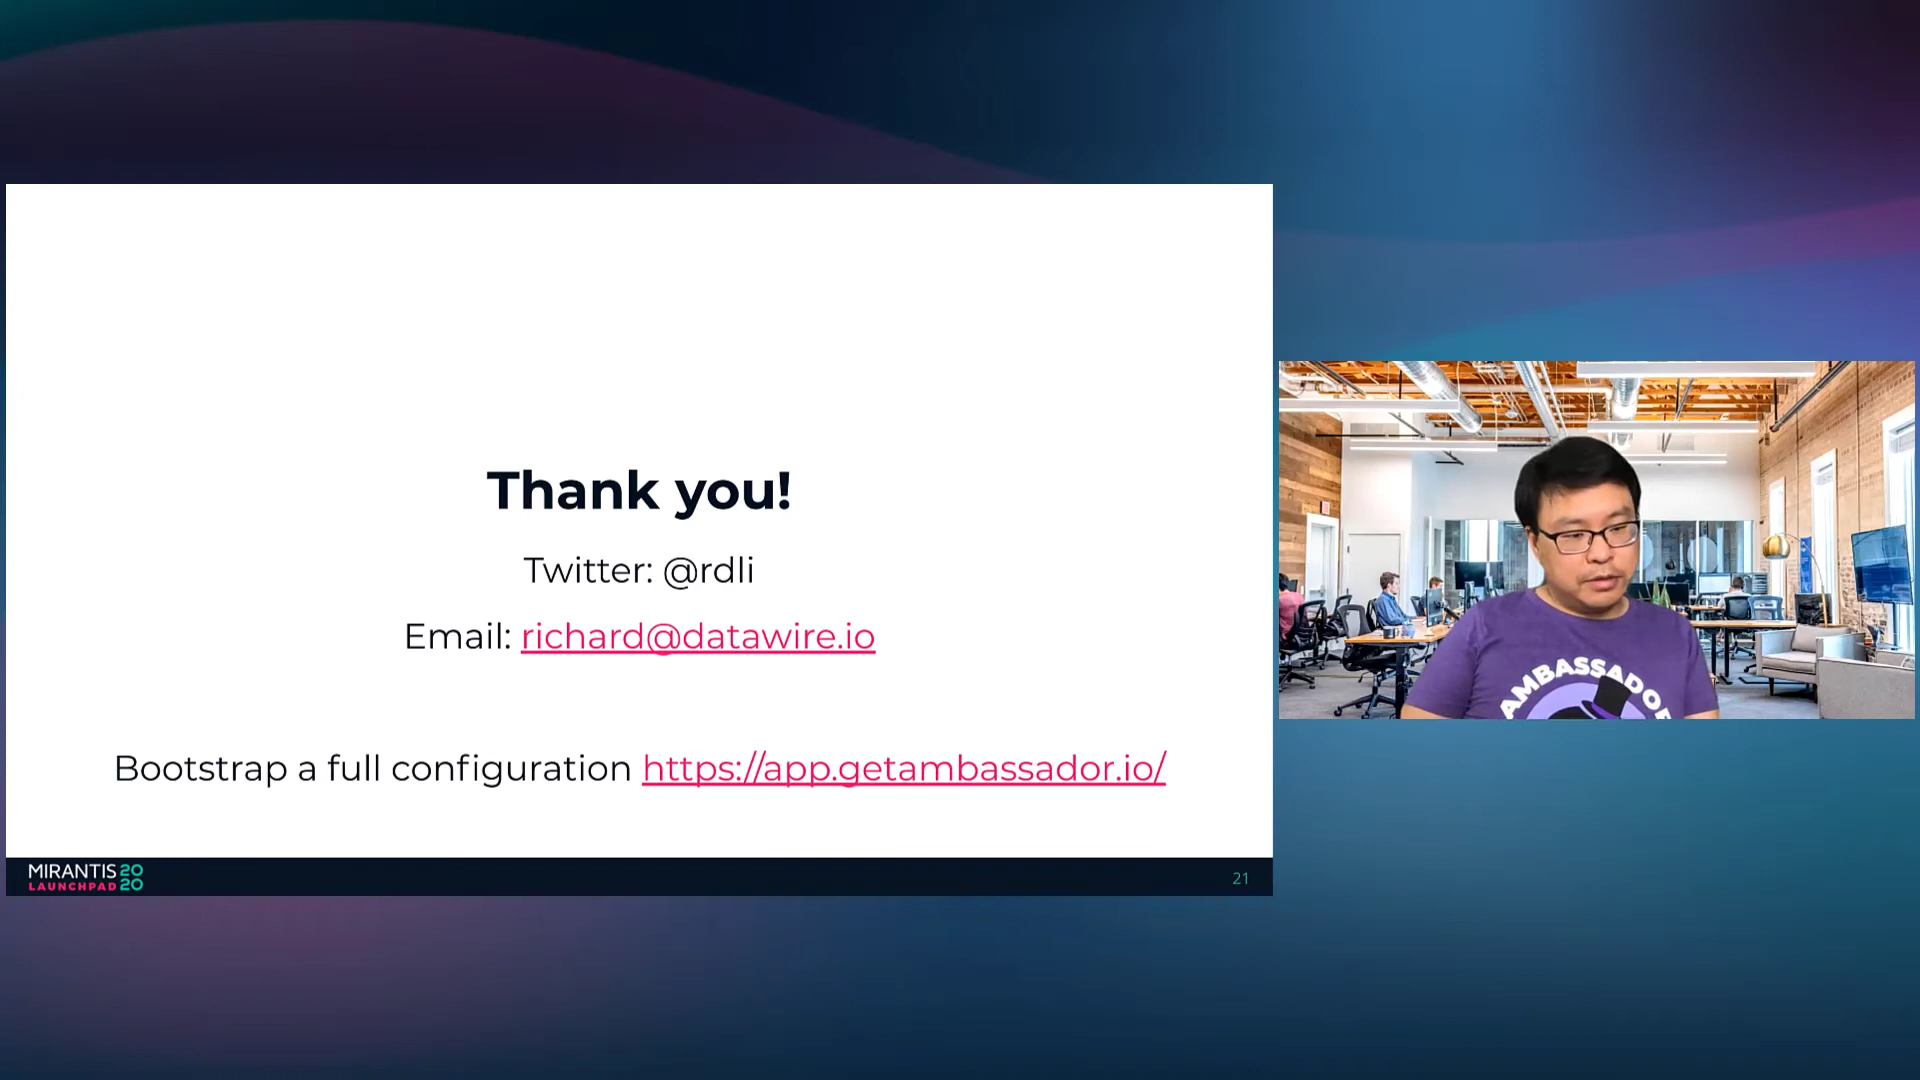 Thank you!
Twitter: @rdli
Email: richard@datawire.io
Bootstrap a full configuration https://app.getambassador.io/
MIRANTIS 20
LAUNCHPAD 20
21
AMBASSADOR